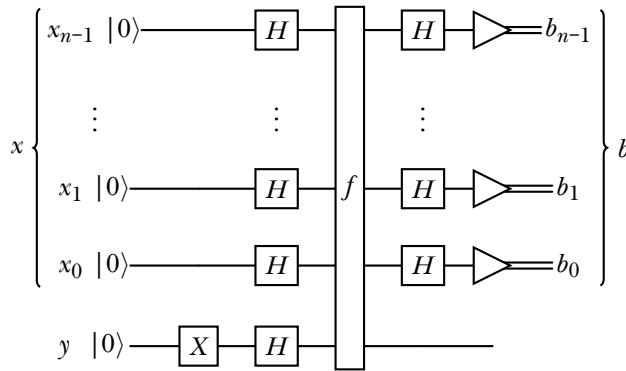 x_{n−1} |0⟩ H H b_{n−1}
⋮ ⋮ ⋮
x f b
x_1 |0⟩ H H b_1
x_0 |0⟩ H H b_0
y |0⟩ X H